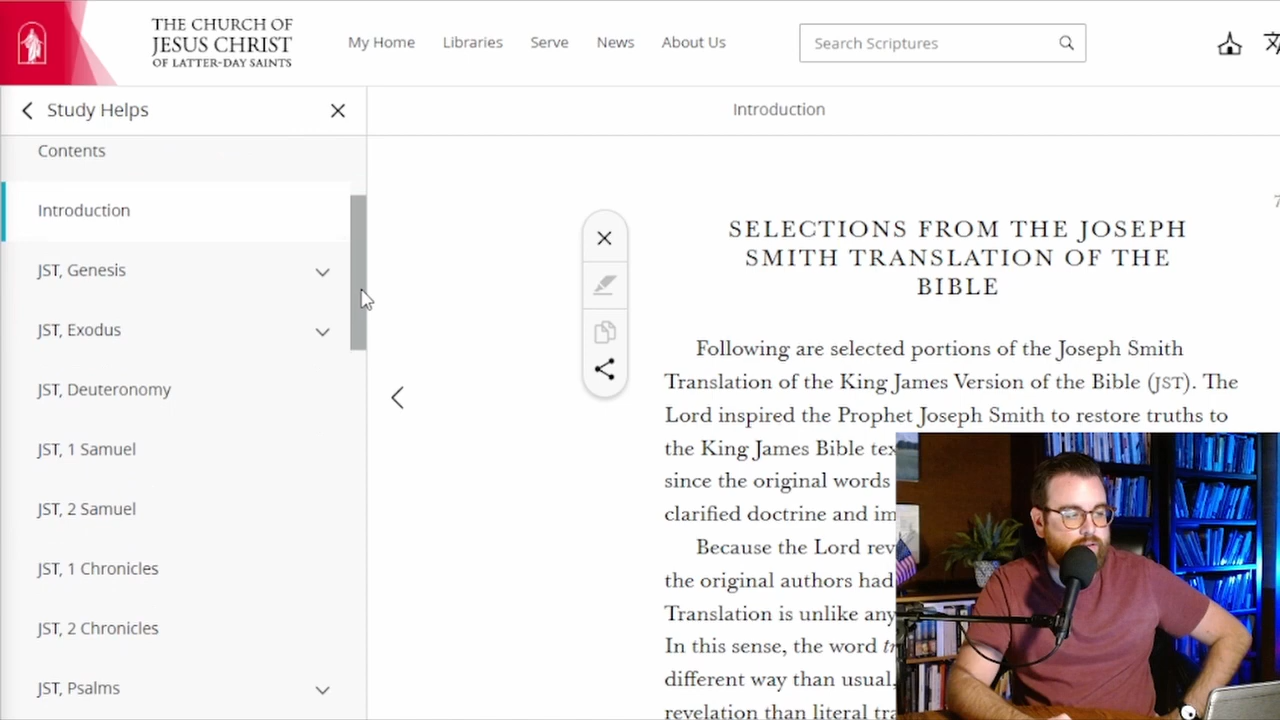 THE CHURCH OF
JESUS CHRIST
OF LATTER-DAY SAINTS
My Home
Libraries
Serve
News
About Us
Search Scriptures
Study Helps
Introduction
Contents
Introduction
JST, Genesis
JST, Exodus
JST, Deuteronomy
JST, 1 Samuel
JST, 2 Samuel
JST, 1 Chronicles
JST, 2 Chronicles
JST, Psalms
SELECTIONS FROM THE JOSEPH
SMITH TRANSLATION OF THE
BIBLE
Following are selected portions of the Joseph Smith
Translation of the King James Version of the Bible (JST). The
Lord inspired the Prophet Joseph Smith to restore truths to
the King James Bible
since the original words
clarified doctrine and
Because the Lord
the original authors had
Translation is unlike any
In this sense, the word
different way than usual,
revelation than literal